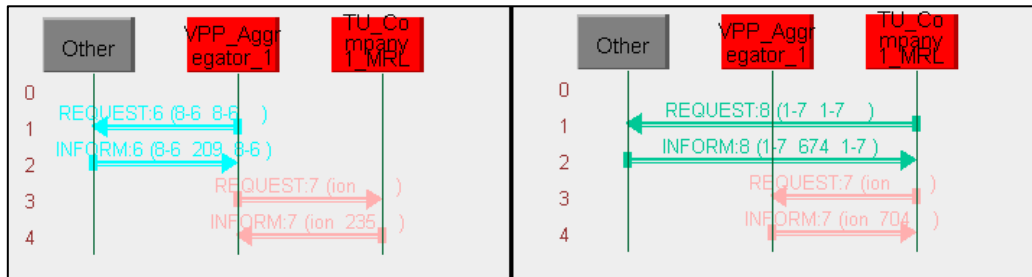 Other
VPP_Aggr
egator_1
TU_Co
mpany
1_MRL
0
REQUEST:6 (8-6 8-6 )
1
INFORM:6 (8-6 209 8-6 )
2
REQUEST:7 (ion )
3
INFORM:7 (ion 235 )
4
Other
VPP_Aggr
egator_1
TU_Co
mpany
1_MRL
0
REQUEST:8 (1-7 1-7 )
1
INFORM:8 (1-7 674 1-7 )
2
REQUEST:7 (ion )
3
INFORM:7 (ion 704 )
4